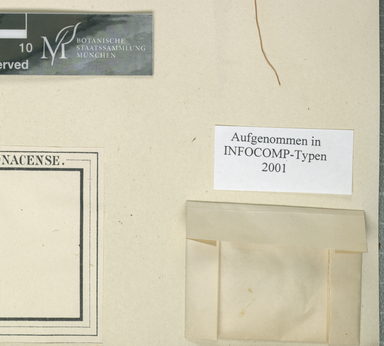 10
erved
BOTANISCHE
STAATSSAMMLUNG
MÜNCHEN
NACENSE.
Aufgenommen in
INFOCOMP-Typen
2001